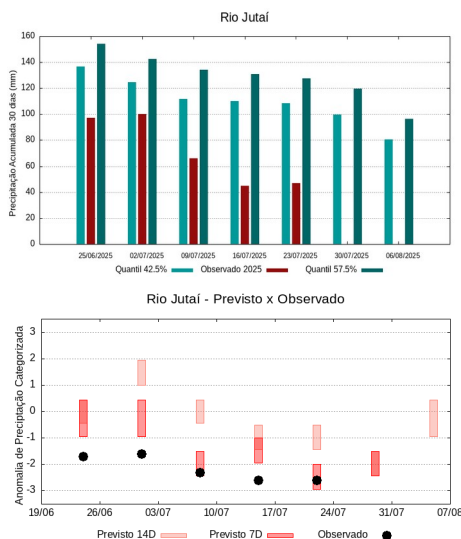 Rio Jutaí
Precipitação Acumulada 30 dias (mm)
160
140
120
100
80
60
40
20
0
25/06/2025 02/07/2025 09/07/2025 16/07/2025 23/07/2025 30/07/2025 06/08/2025
Quantil 42.5% Observado 2025 Quantil 57.5%
Rio Jutaí - Previsto x Observado
Anomalia de Preciptação Categorizada
3
2
1
0
-1
-2
-3
19/06 26/06 03/07 10/07 17/07 24/07 31/07 07/08
Previsto 14D Previsto 7D Observado